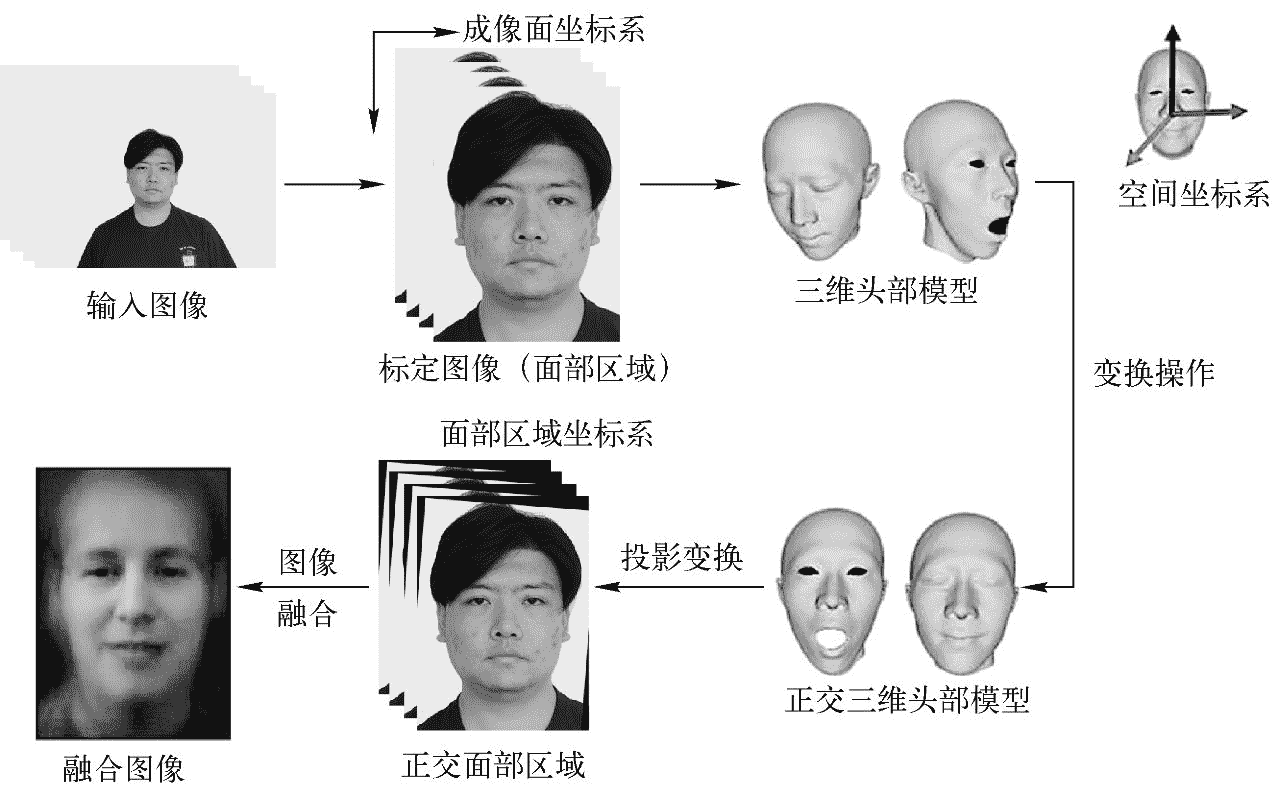 成像面坐标系
输入图像
标定图像（面部区域）
三维头部模型
空间坐标系
变换操作
面部区域坐标系
投影变换
图像
融合
正交三维头部模型
正交面部区域
融合图像